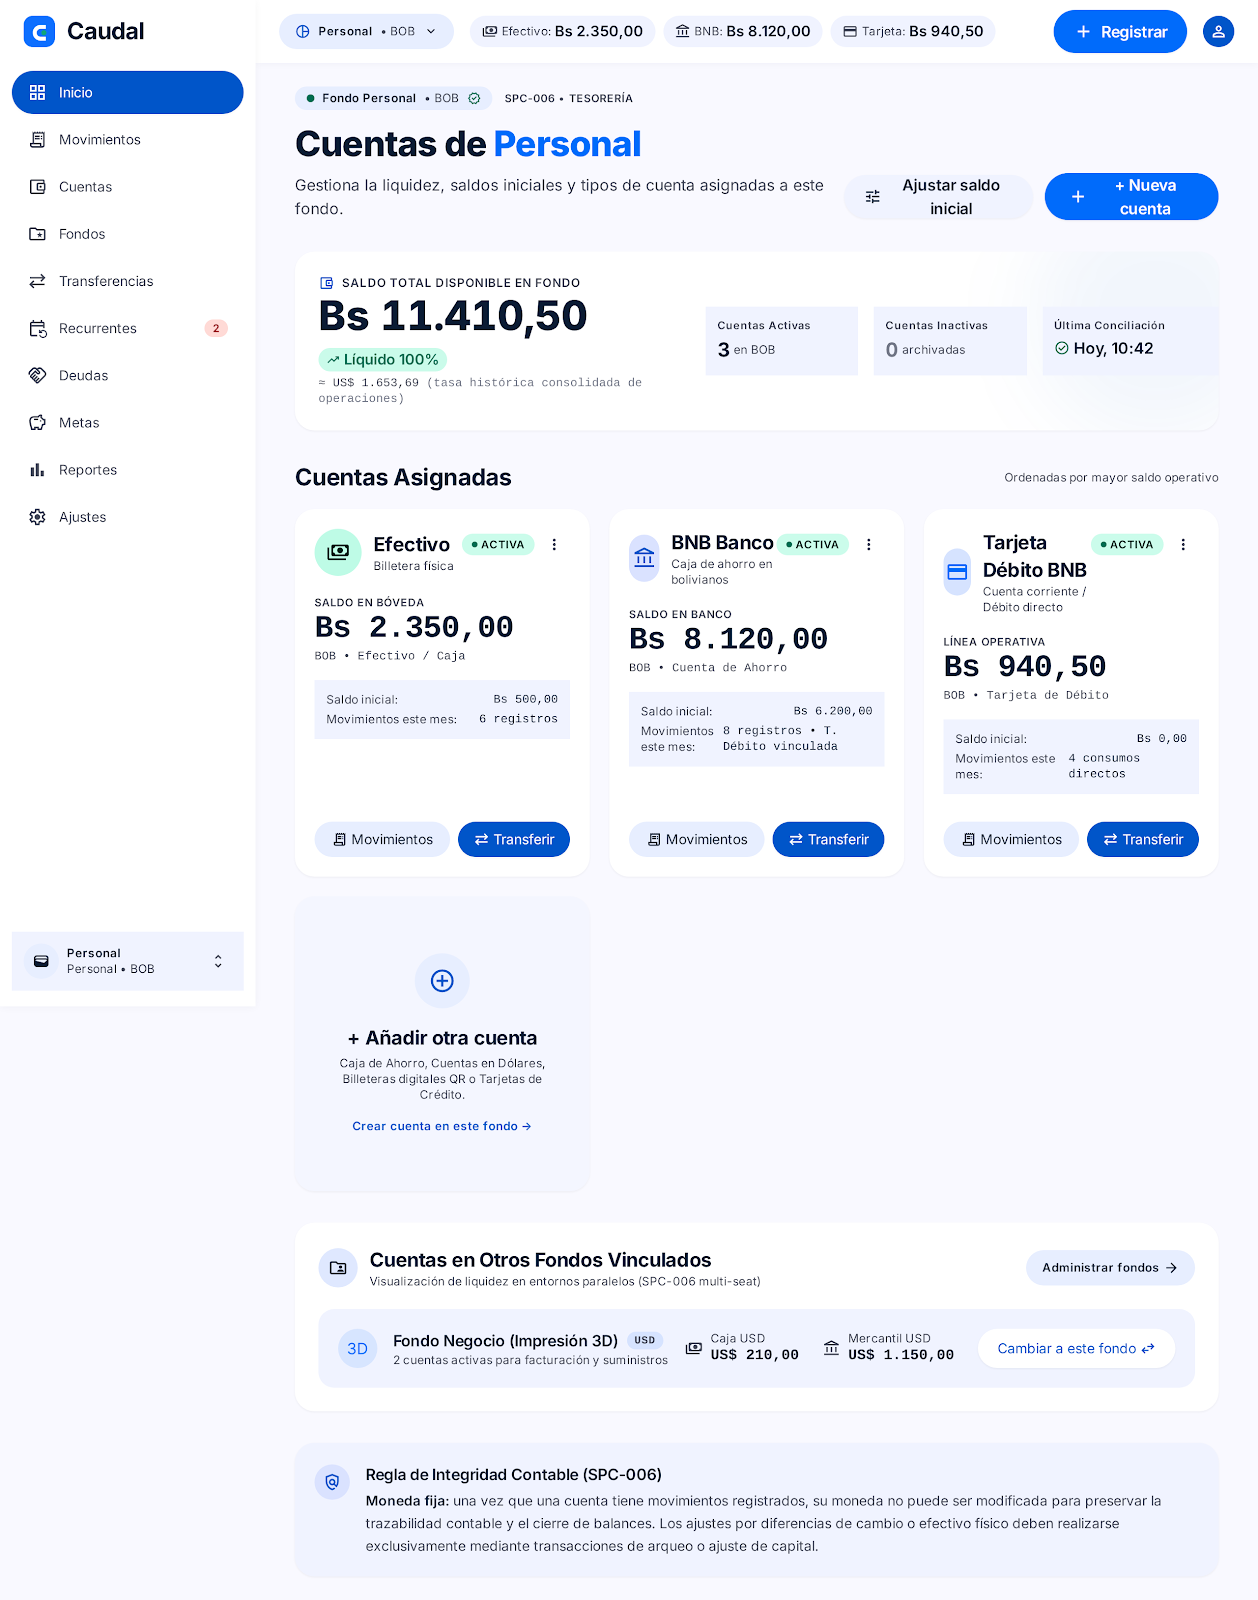 Caudal
Personal • BOB
Efectivo: Bs 2.350,00
BNB: Bs 8.120,00
Tarjeta: Bs 940,50
Registrar
Inicio
Movimientos
Cuentas
Fondos
Transferencias
Recurrentes 2
Deudas
Metas
Reportes
Ajustes
Personal
Personal • BOB
Fondo Personal • BOB
SPC-006 • TESORERÍA
Cuentas de Personal
Gestiona la liquidez, saldos iniciales y tipos de cuenta asignadas a este
fondo.
Ajustar saldo
inicial
+ Nueva
cuenta
SALDO TOTAL DISPONIBLE EN FONDO
Bs 11.410,50
Líquido 100%
≈ US$ 1.653,69 (tasa histórica consolidada de
operaciones)
Cuentas Activas
3 en BOB
Cuentas Inactivas
0 archivadas
Última Conciliación
Hoy, 10:42
Cuentas Asignadas
Ordenadas por mayor saldo operativo
Efectivo
ACTIVA
Billetera física
SALDO EN BÓVEDA
Bs 2.350,00
BOB • Efectivo / Caja
Saldo inicial: Bs 500,00
Movimientos este mes: 6 registros
Movimientos
Transferir
BNB Banco
ACTIVA
Caja de ahorro en
bolivianos
SALDO EN BANCO
Bs 8.120,00
BOB • Cuenta de Ahorro
Saldo inicial: Bs 6.200,00
Movimientos 8 registros • T.
este mes: Débito vinculada
Movimientos
Transferir
Tarjeta
Débito BNB
ACTIVA
Cuenta corriente /
Débito directo
LÍNEA OPERATIVA
Bs 940,50
BOB • Tarjeta de Débito
Saldo inicial: Bs 0,00
Movimientos este 4 consumos
mes: directos
Movimientos
Transferir
+ Añadir otra cuenta
Caja de Ahorro, Cuentas en Dólares,
Billeteras digitales QR o Tarjetas de
Crédito.
Crear cuenta en este fondo →
Cuentas en Otros Fondos Vinculados
Visualización de liquidez en entornos paralelos (SPC-006 multi-seat)
Administrar fondos →
3D
Fondo Negocio (Impresión 3D) USD
2 cuentas activas para facturación y suministros
Caja USD
US$ 210,00
Mercantil USD
US$ 1.150,00
Cambiar a este fondo
Regla de Integridad Contable (SPC-006)
Moneda fija: una vez que una cuenta tiene movimientos registrados, su moneda no puede ser modificada para preservar la
trazabilidad contable y el cierre de balances. Los ajustes por diferencias de cambio o efectivo físico deben realizarse
exclusivamente mediante transacciones de arqueo o ajuste de capital.